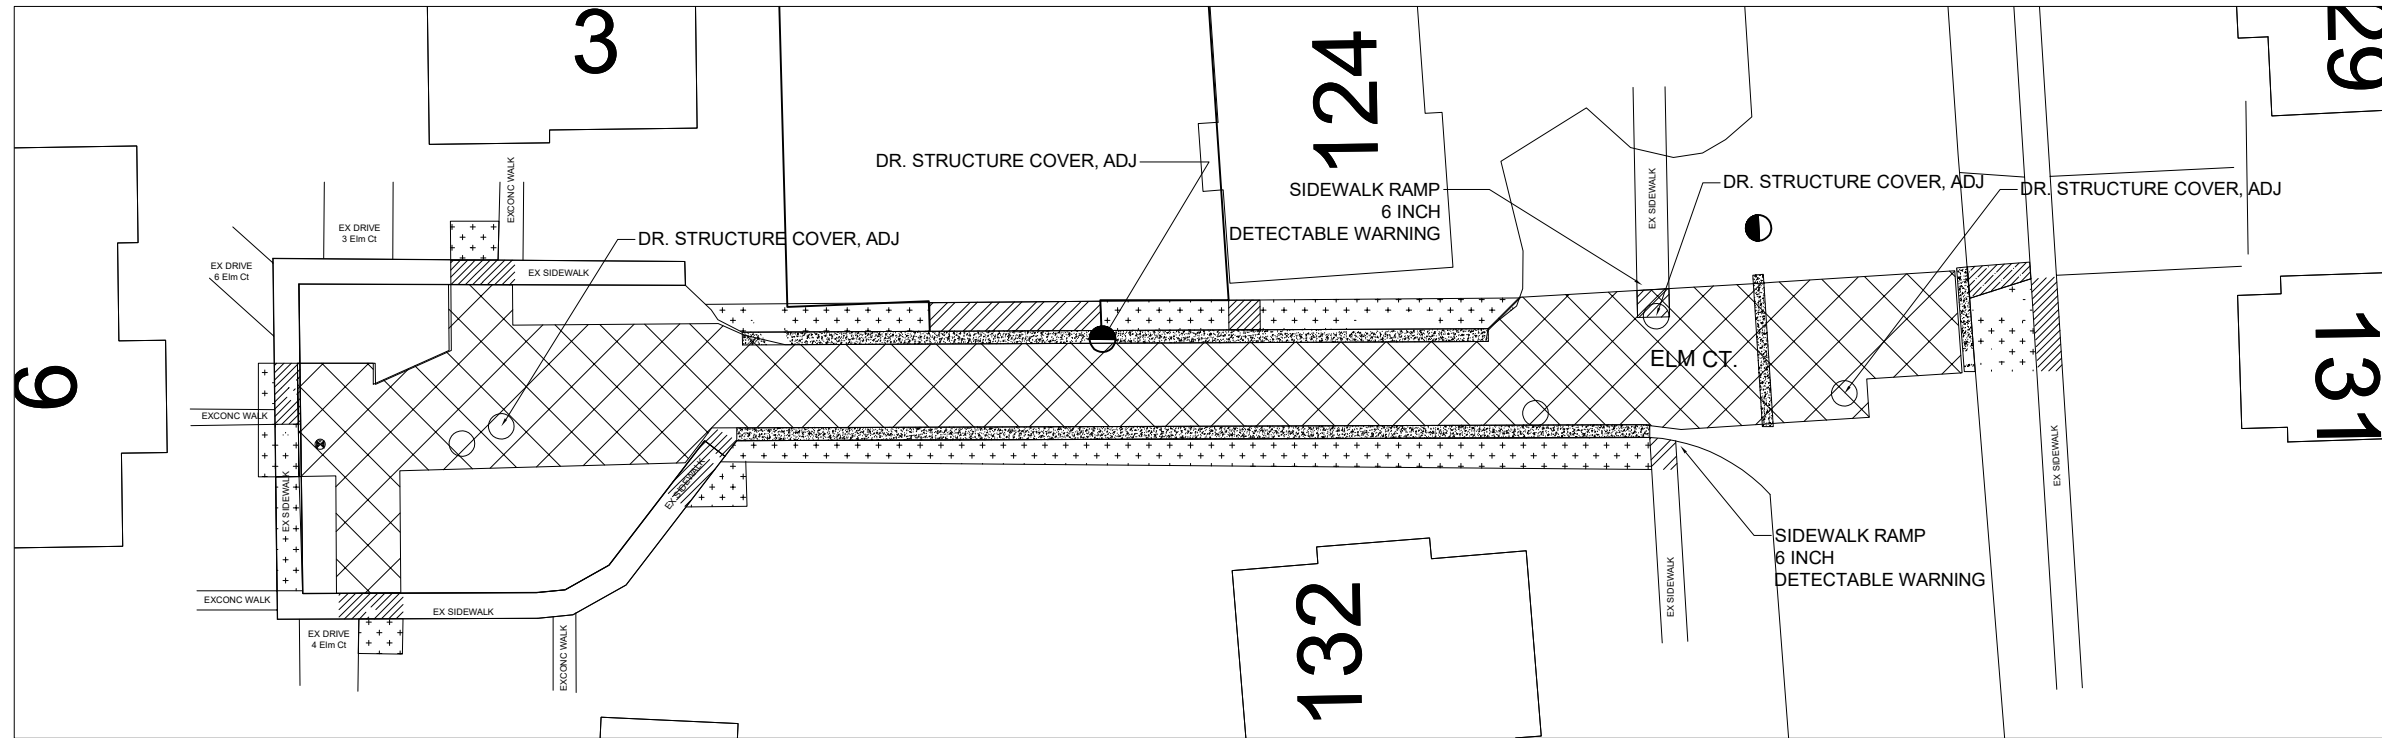 3
124
29
DR. STRUCTURE COVER, ADJ
SIDEWALK RAMP
6 INCH
DETECTABLE WARNING
EX SIDEWALK
DR. STRUCTURE COVER, ADJ
DR. STRUCTURE COVER, ADJ
EXCONC WALK
EX DRIVE
3 Elm Ct
DR. STRUCTURE COVER, ADJ
EX DRIVE
6 Elm Ct
EX SIDEWALK
ELM CT.
9
131
EXCONC WALK
EX SIDEWALK
EX SIDEWALK
EX SIDEWALK
SIDEWALK RAMP
6 INCH
DETECTABLE WARNING
EX SIDEWALK
EXCONC WALK
EX SIDEWALK
EX DRIVE
4 Elm Ct
EXCONC WALK
132